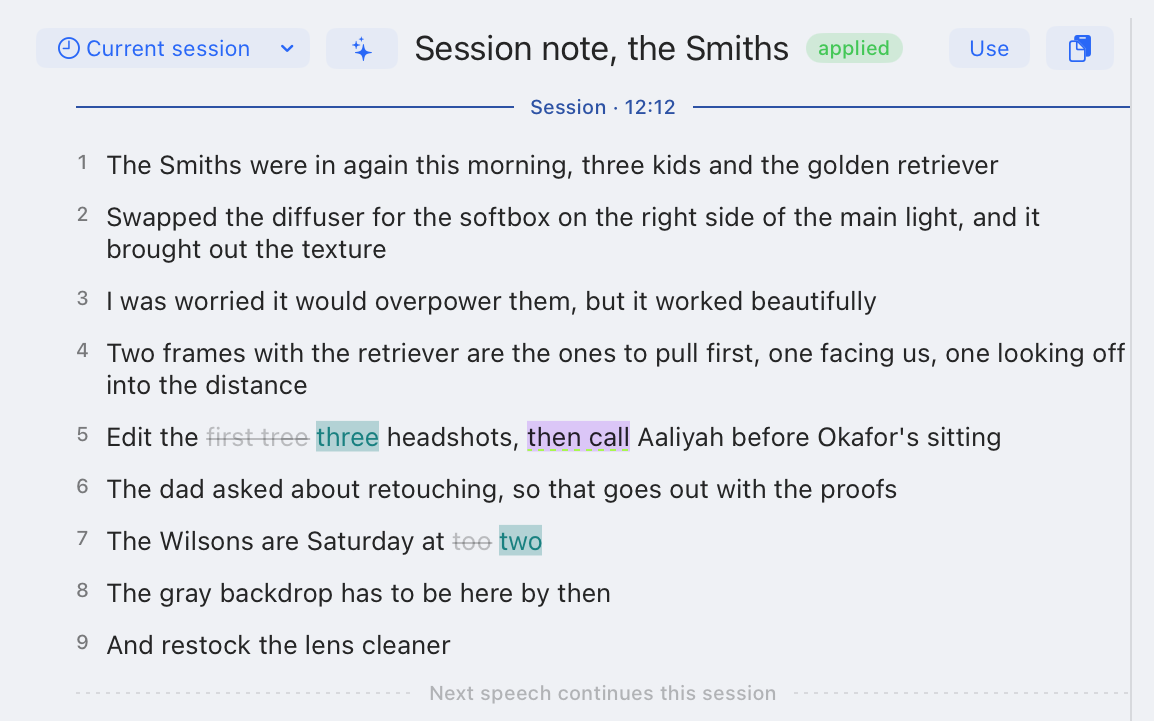 Current session
Session note, the Smiths
applied
Use
Session · 12:12
1 The Smiths were in again this morning, three kids and the golden retriever
2 Swapped the diffuser for the softbox on the right side of the main light, and it
brought out the texture
3 I was worried it would overpower them, but it worked beautifully
4 Two frames with the retriever are the ones to pull first, one facing us, one looking off
into the distance
5 Edit the first tree three headshots, then call Aaliyah before Okafor's sitting
6 The dad asked about retouching, so that goes out with the proofs
7 The Wilsons are Saturday at too two
8 The gray backdrop has to be here by then
9 And restock the lens cleaner
Next speech continues this session